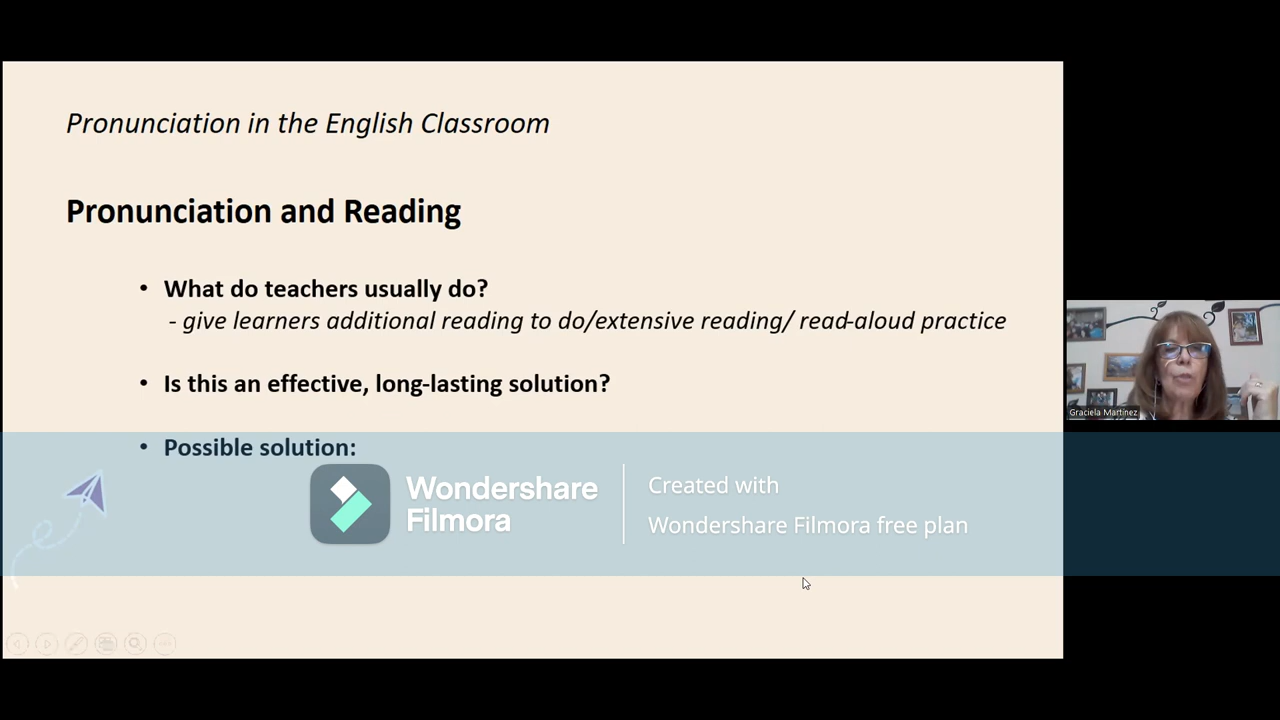 Pronunciation in the English Classroom
Pronunciation and Reading
• What do teachers usually do?
- give learners additional reading to do/extensive reading/ read-aloud practice
• Is this an effective, long-lasting solution?
• Possible solution:
Wondershare
Filmora
Created with
Wondershare Filmora free plan
Graciela Martínez